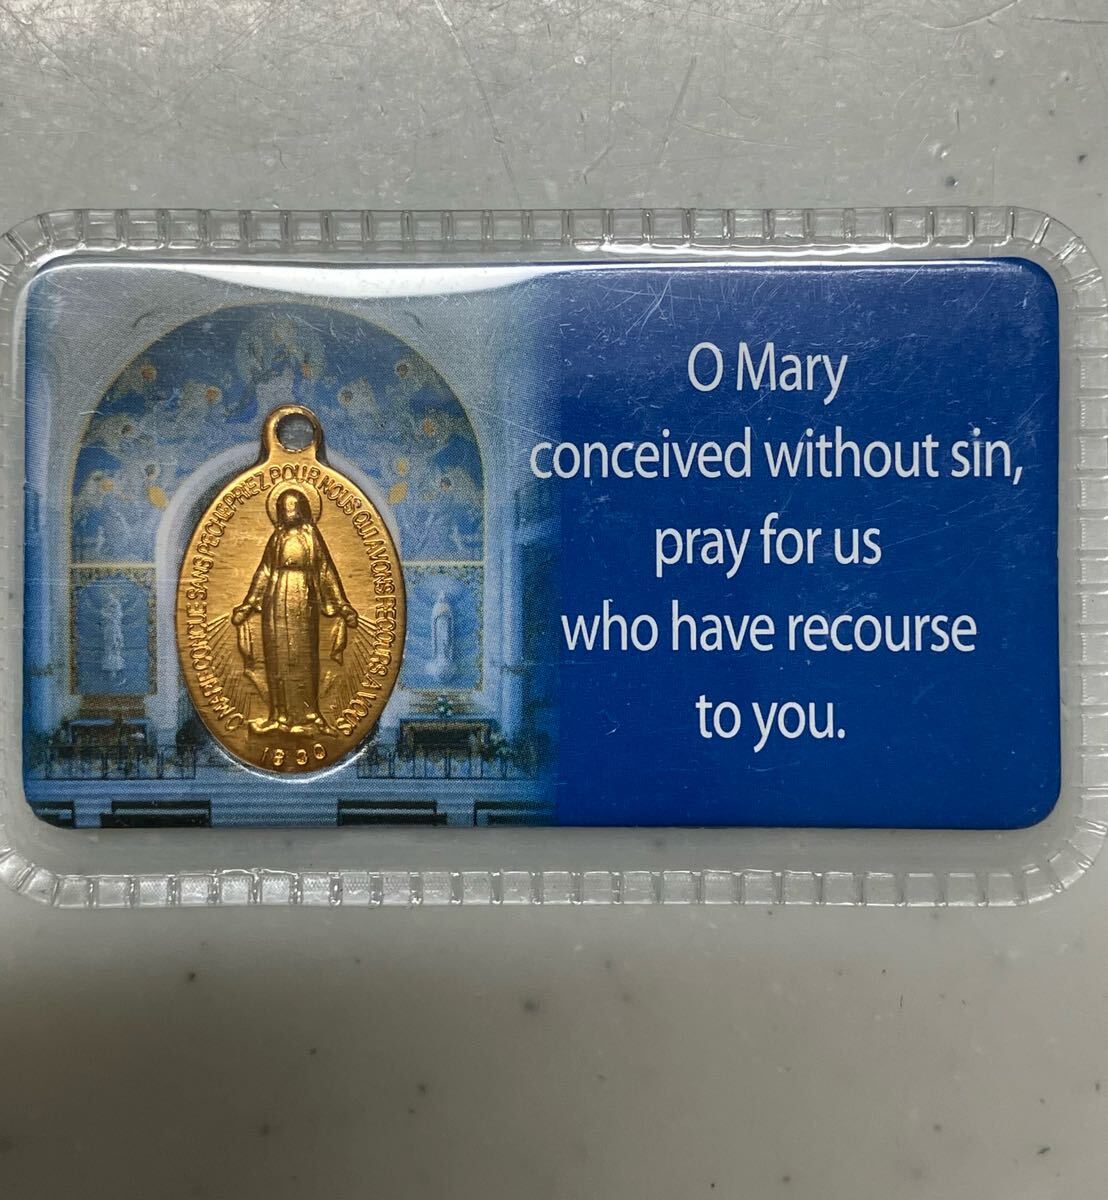 O MARIE CONÇUE SANS PECHE PRIEZ POUR NOUS QUI AVONS RECOURS A VOUS
1830
O Mary
conceived without sin,
pray for us
who have recourse
to you.